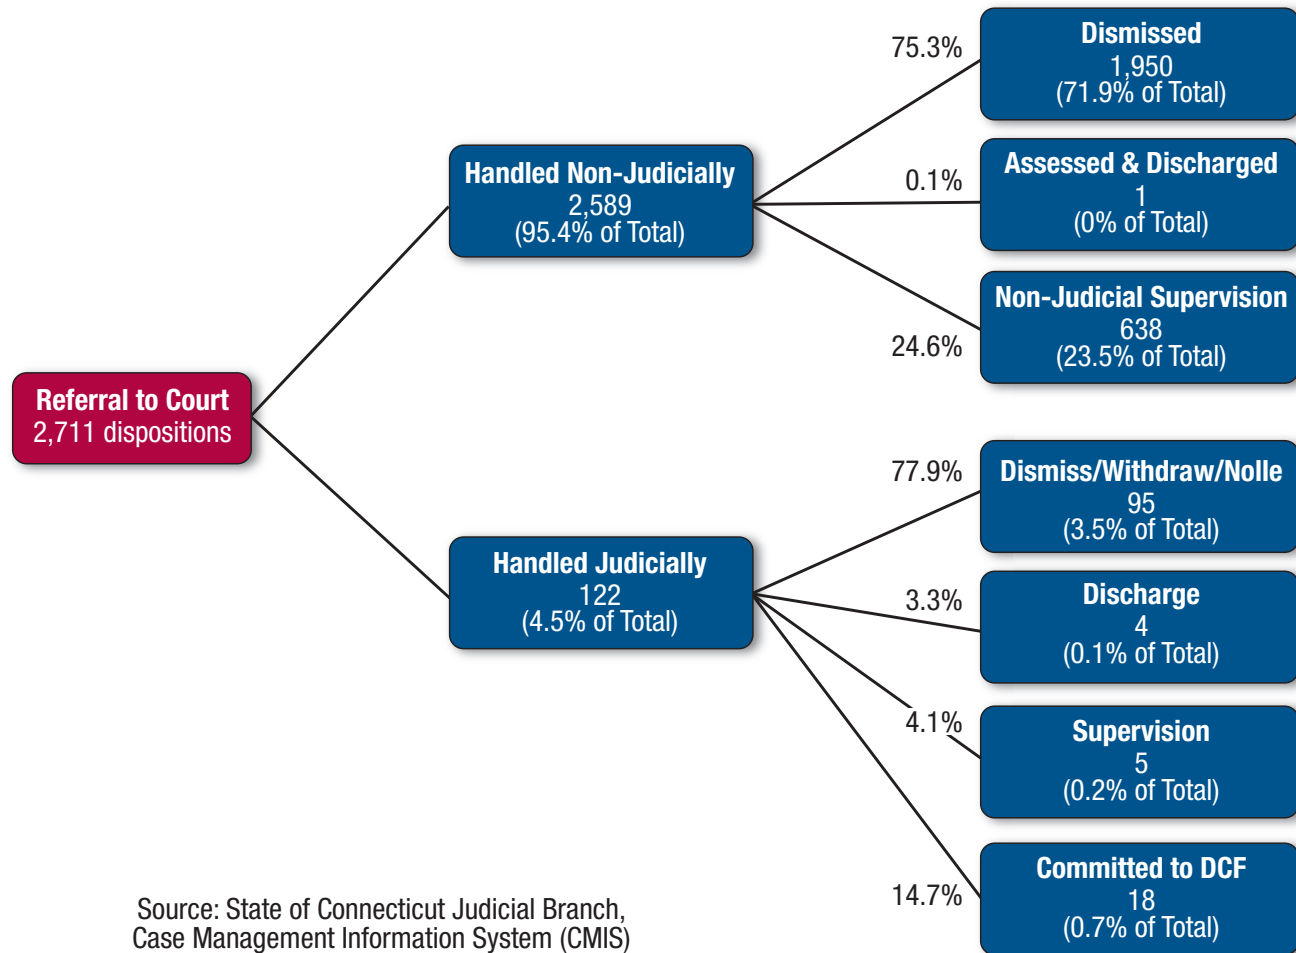 Referral to Court
2,711 dispositions
Handled Non-Judicially
2,589
(95.4% of Total)
75.3%
Dismissed
1,950
(71.9% of Total)
0.1%
Assessed & Discharged
1
(0% of Total)
24.6%
Non-Judicial Supervision
638
(23.5% of Total)
Handled Judicially
122
(4.5% of Total)
77.9%
Dismiss/Withdraw/Nolle
95
(3.5% of Total)
3.3%
Discharge
4
(0.1% of Total)
4.1%
Supervision
5
(0.2% of Total)
14.7%
Committed to DCF
18
(0.7% of Total)
Source: State of Connecticut Judicial Branch,
Case Management Information System (CMIS)